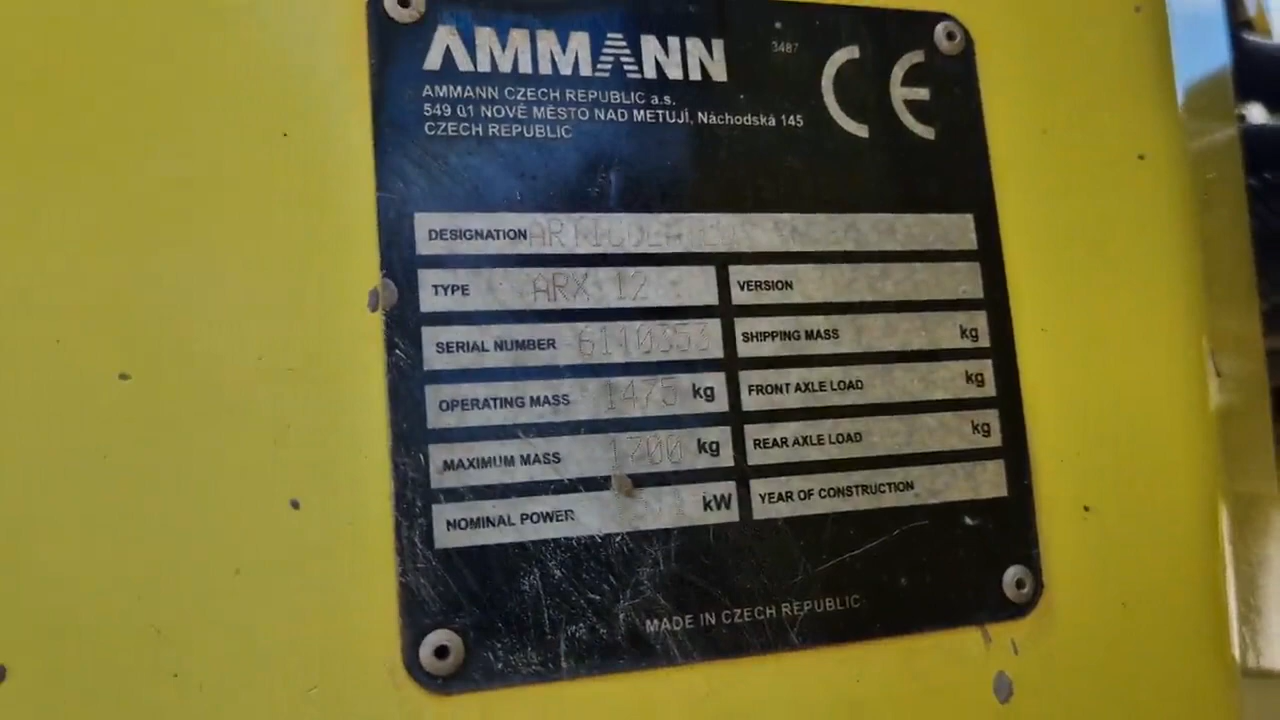 AMMANN
3487
CE
AMMANN CZECH REPUBLIC a.s.
549 01 NOVÉ MĚSTO NAD METUJÍ, Náchodská 145
CZECH REPUBLIC
DESIGNATION ARTICULATED
TYPE ARX 12
VERSION
SERIAL NUMBER 6110353
SHIPPING MASS kg
OPERATING MASS 1475 kg
FRONT AXLE LOAD kg
MAXIMUM MASS 1700 kg
REAR AXLE LOAD kg
NOMINAL POWER kW
YEAR OF CONSTRUCTION
MADE IN CZECH REPUBLIC